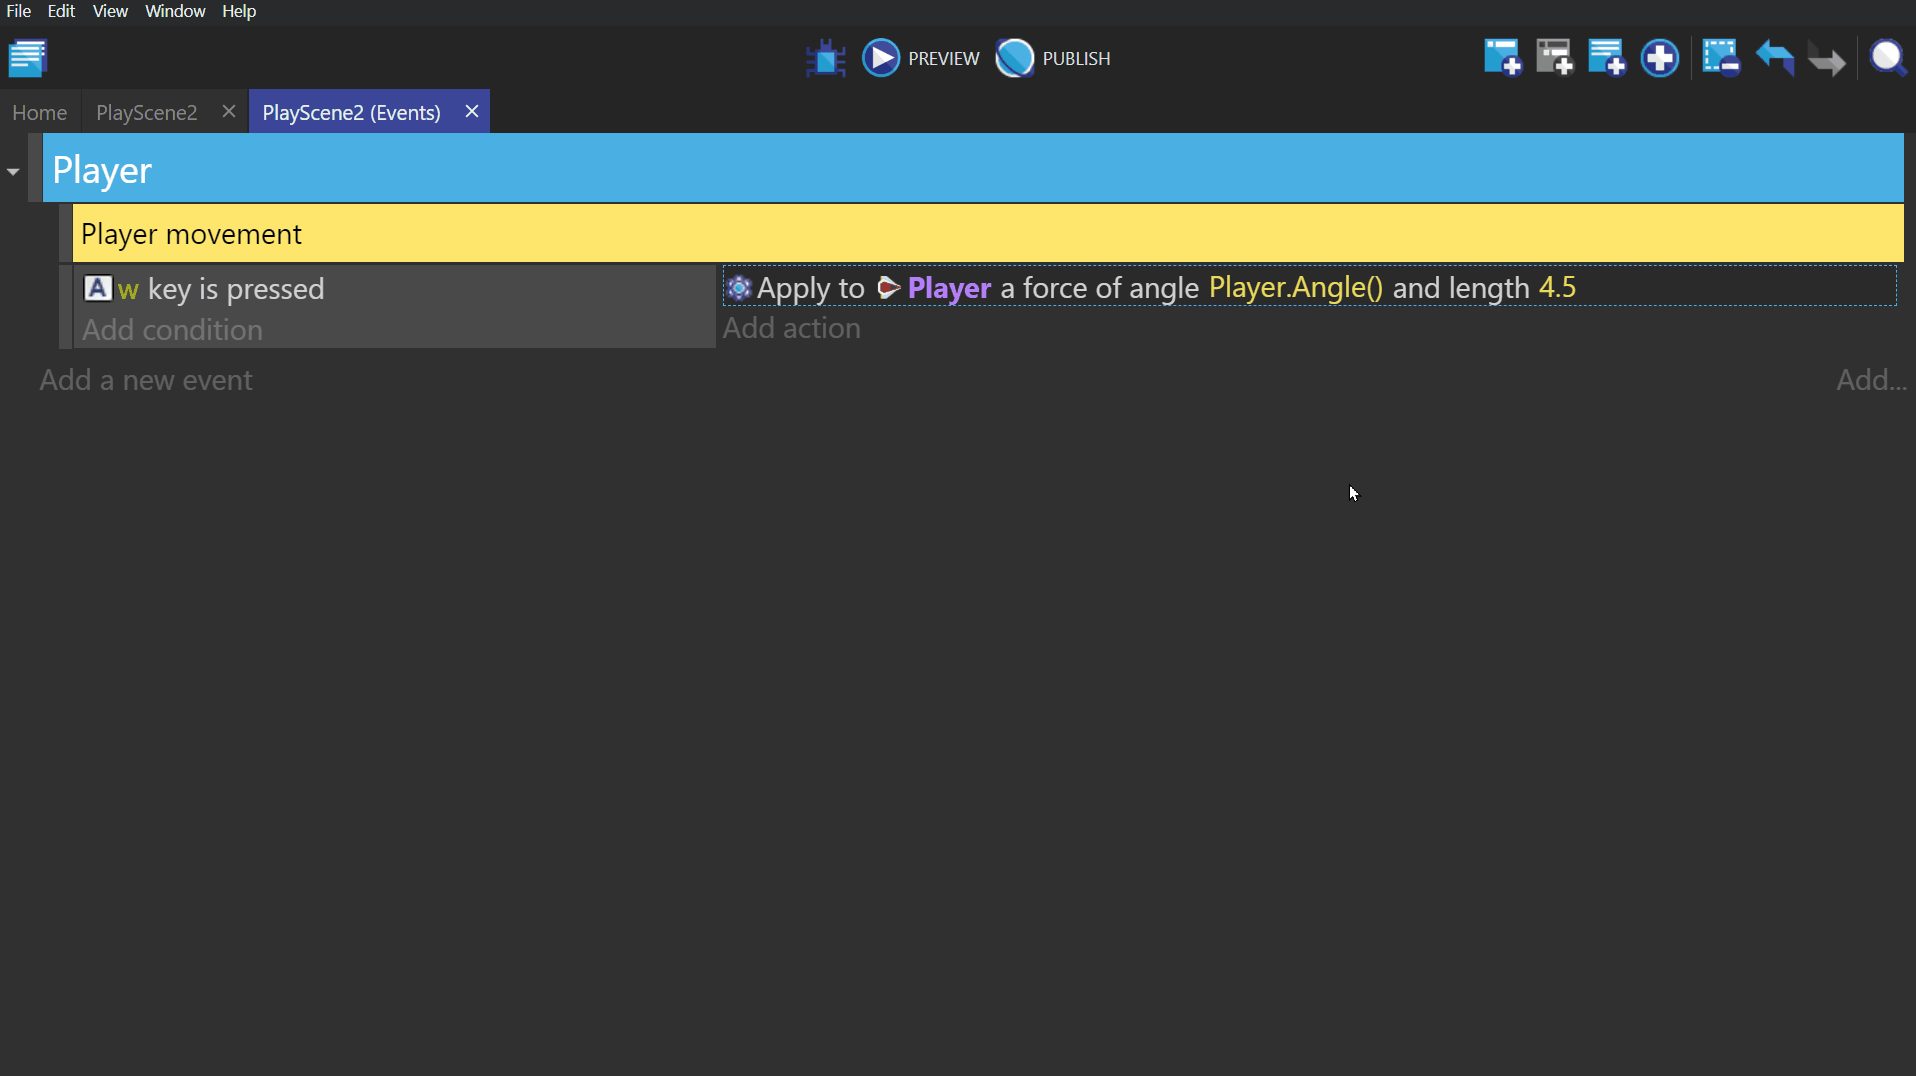 File Edit View Window Help
PREVIEW PUBLISH
Home PlayScene2 PlayScene2 (Events)
Player
Player movement
A w key is pressed
Apply to Player a force of angle Player.Angle() and length 4.5
Add condition
Add action
Add a new event
Add...